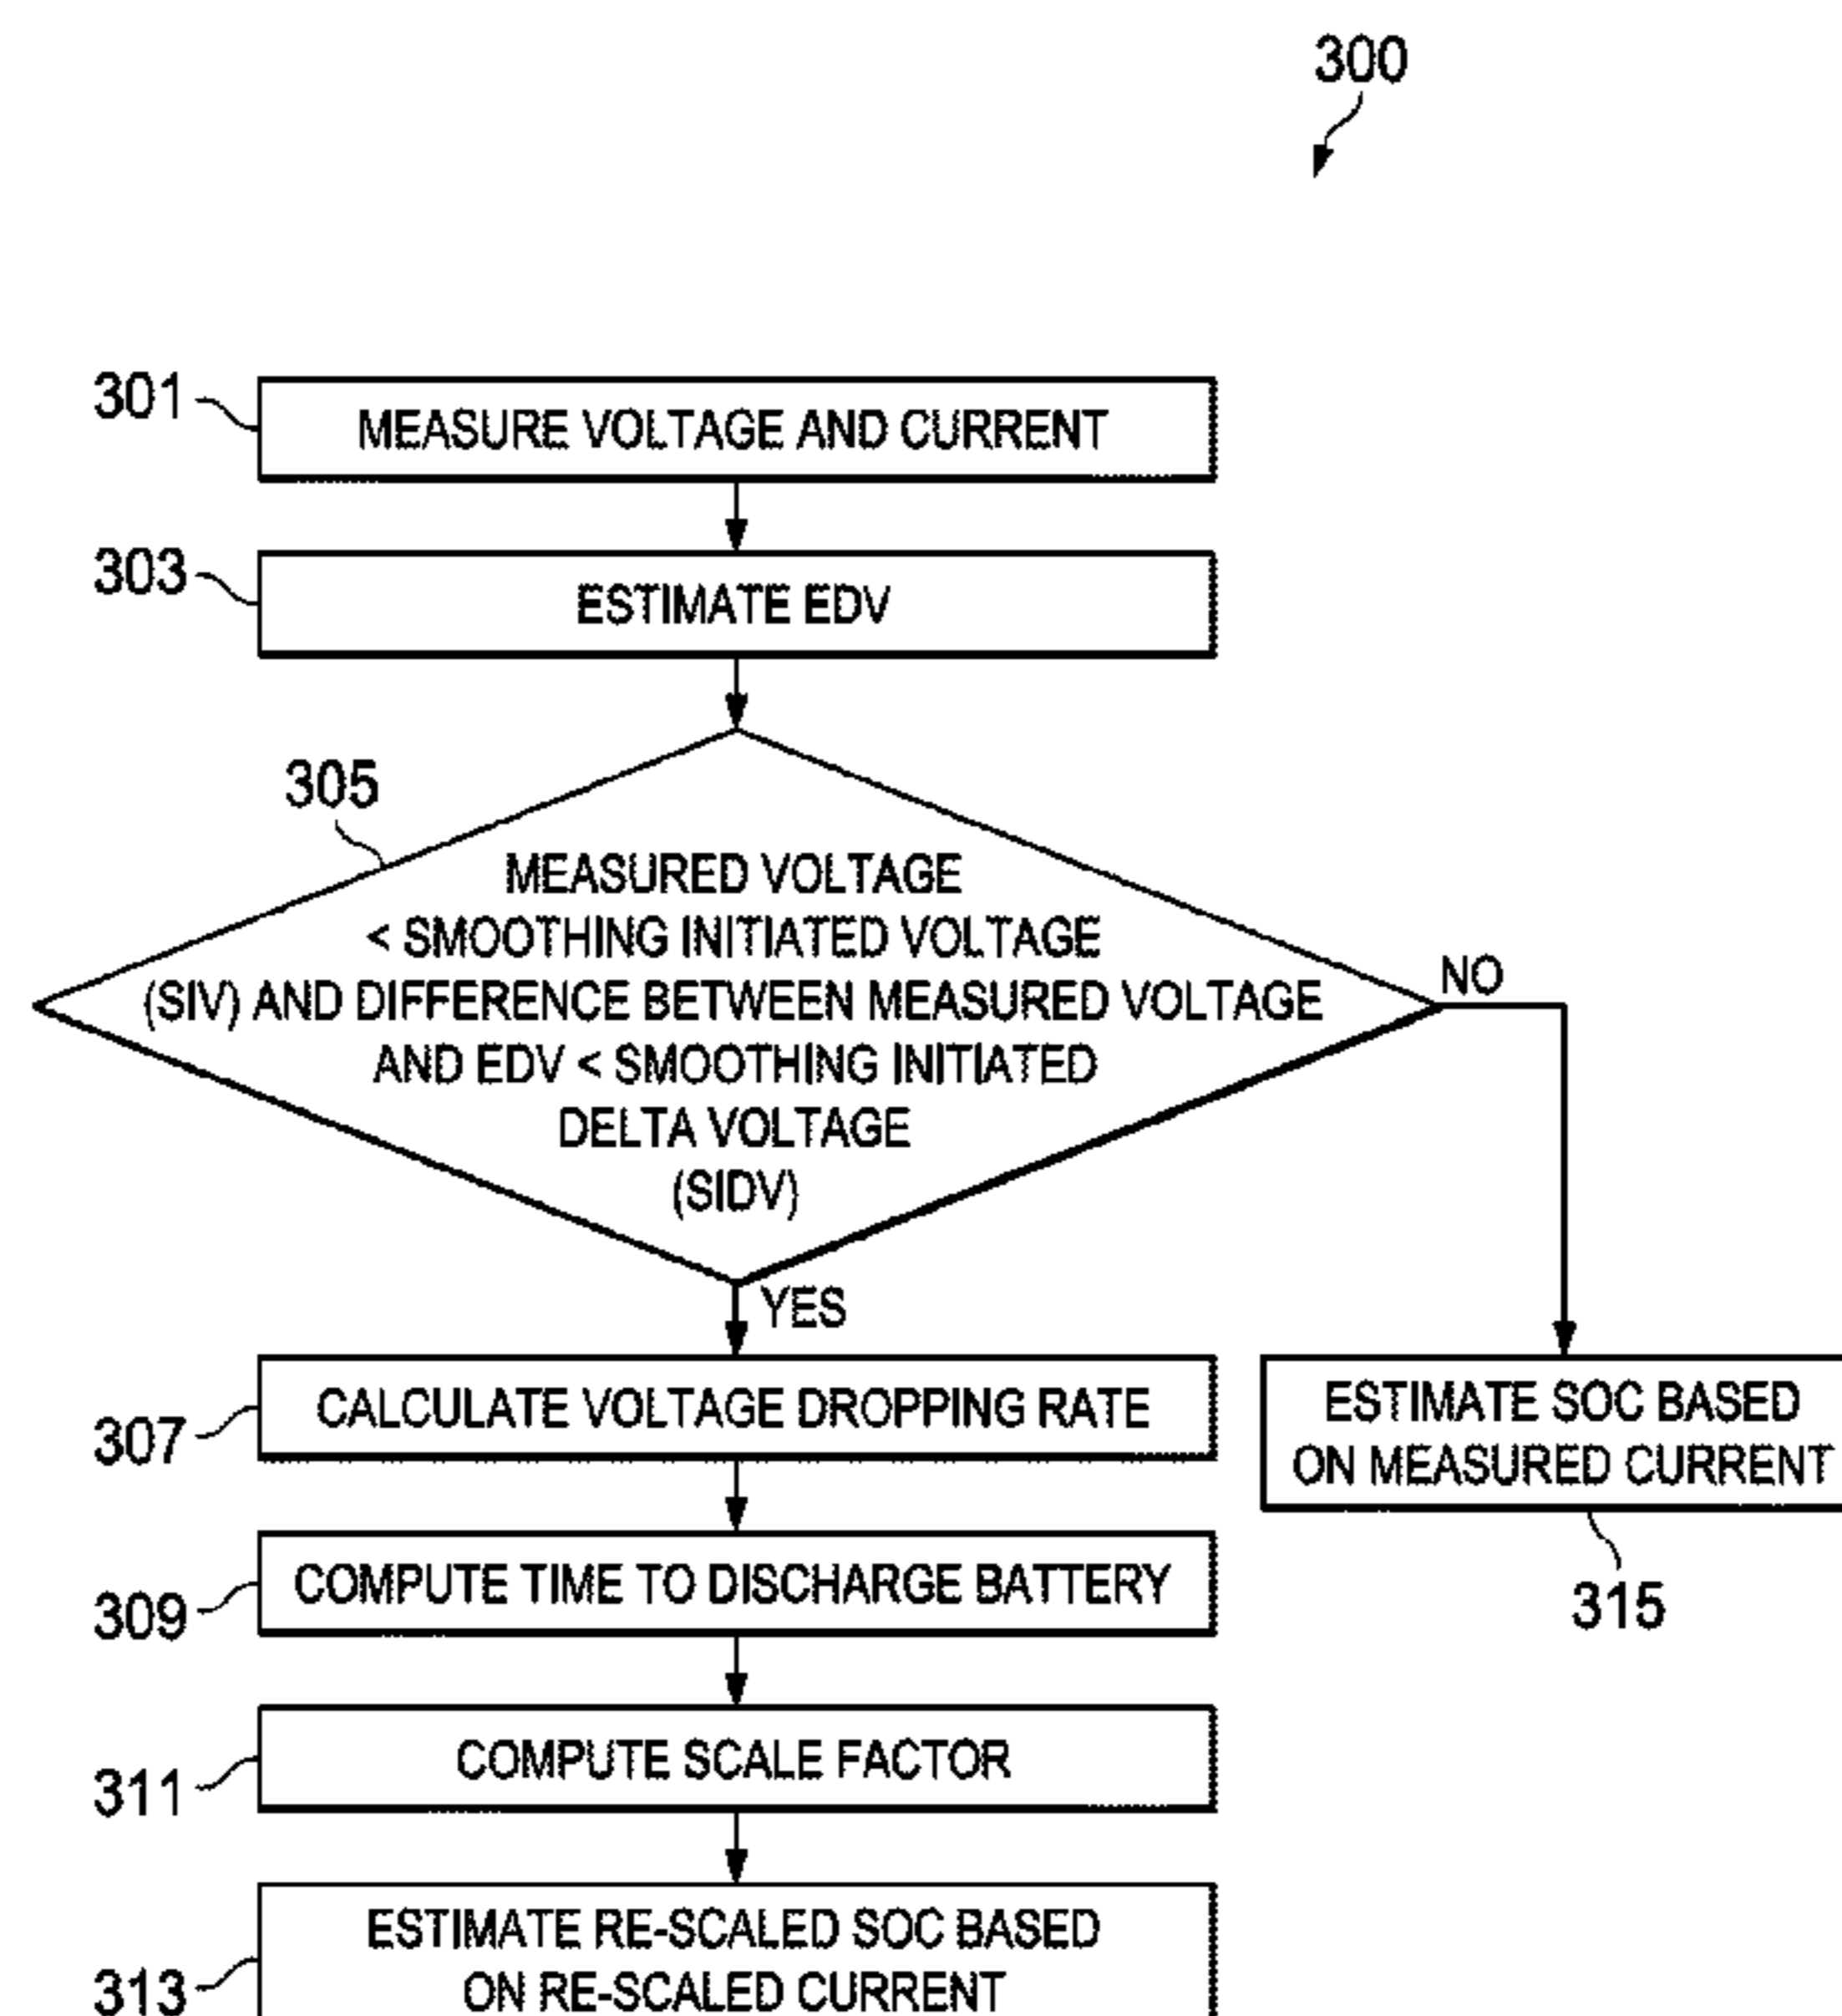 300
301
MEASURE VOLTAGE AND CURRENT
303
ESTIMATE EDV
305
MEASURED VOLTAGE
< SMOOTHING INITIATED VOLTAGE
(SIV) AND DIFFERENCE BETWEEN MEASURED VOLTAGE
AND EDV < SMOOTHING INITIATED
DELTA VOLTAGE
(SIDV)
NO
YES
307
CALCULATE VOLTAGE DROPPING RATE
ESTIMATE SOC BASED
ON MEASURED CURRENT
315
309
COMPUTE TIME TO DISCHARGE BATTERY
311
COMPUTE SCALE FACTOR
313
ESTIMATE RE-SCALED SOC BASED
ON RE-SCALED CURRENT